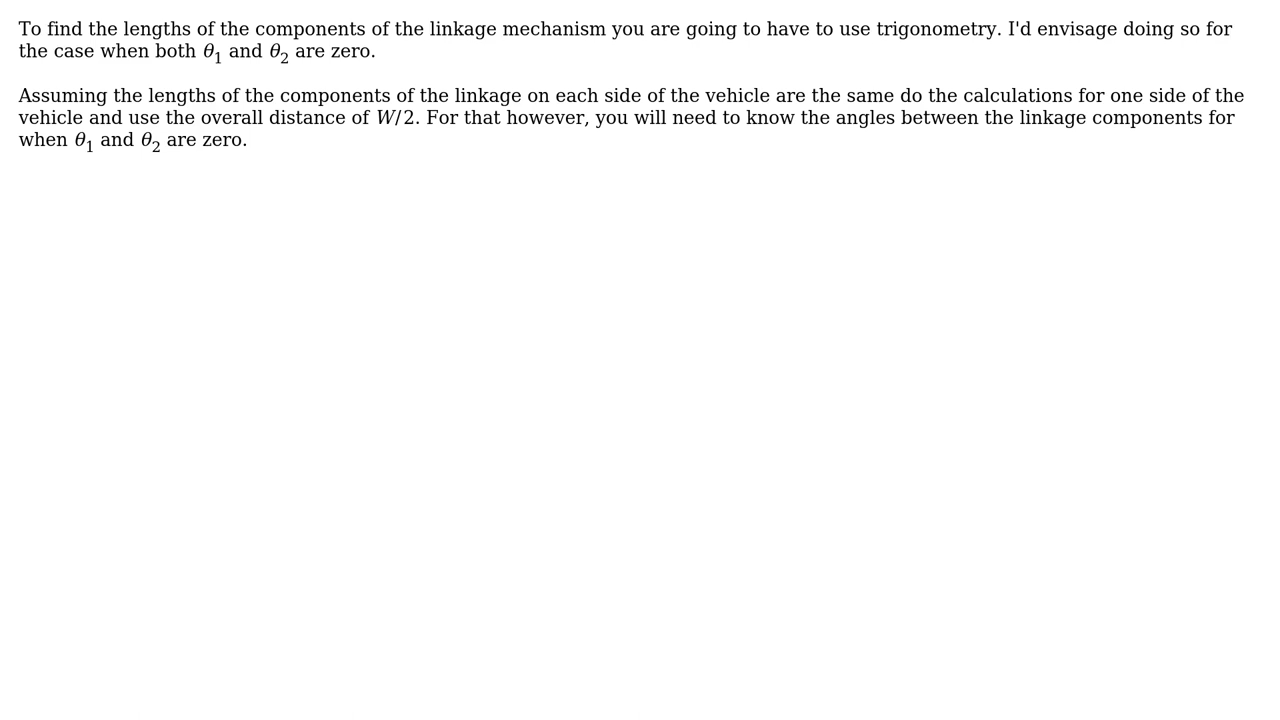 To find the lengths of the components of the linkage mechanism you are going to have to use trigonometry. I'd envisage doing so for
the case when both θ₁ and θ₂ are zero.
Assuming the lengths of the components of the linkage on each side of the vehicle are the same do the calculations for one side of the
vehicle and use the overall distance of W/2. For that however, you will need to know the angles between the linkage components for
when θ₁ and θ₂ are zero.